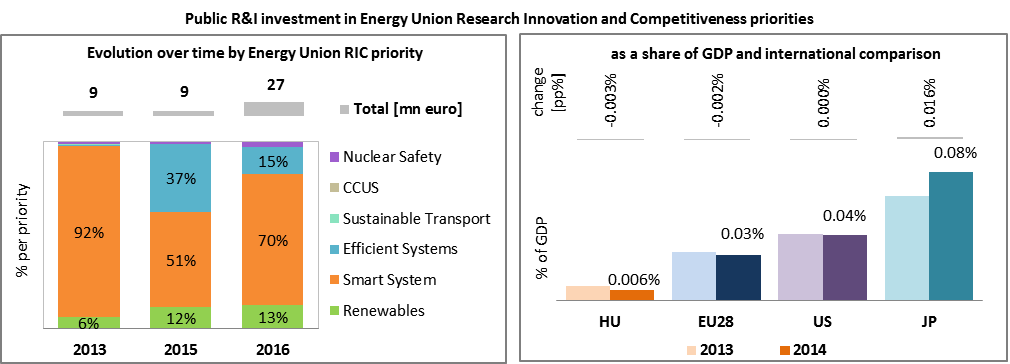 Public R&I investment in Energy Union Research Innovation and Competitiveness priorities
Evolution over time by Energy Union RIC priority
9 9 27
Total [mn euro]
% per priority
Nuclear Safety
CCUS
Sustainable Transport
Efficient Systems
Smart System
Renewables
92% 37% 15%
51% 70%
6% 12% 13%
2013 2015 2016
as a share of GDP and international comparison
change
[pp%]
-0.003%
-0.002%
0.000%
0.016%
% of GDP
0.006%
0.03%
0.04%
0.08%
HU EU28 US JP
2013 2014